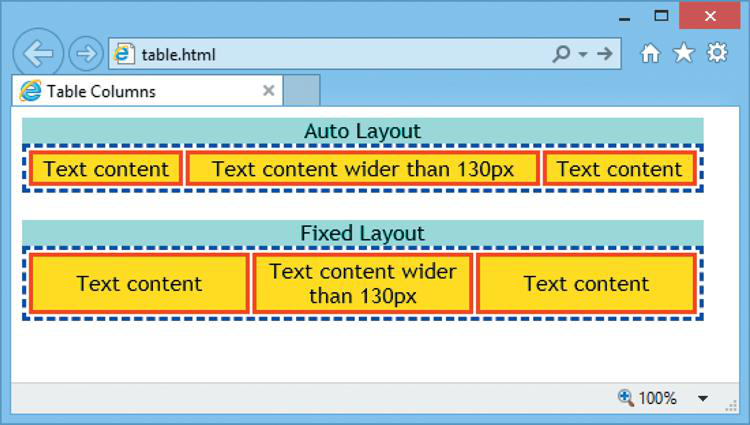 table.html
Table Columns
Auto Layout
Text content Text content wider than 130px Text content
Fixed Layout
Text content Text content wider Text content
than 130px
100%